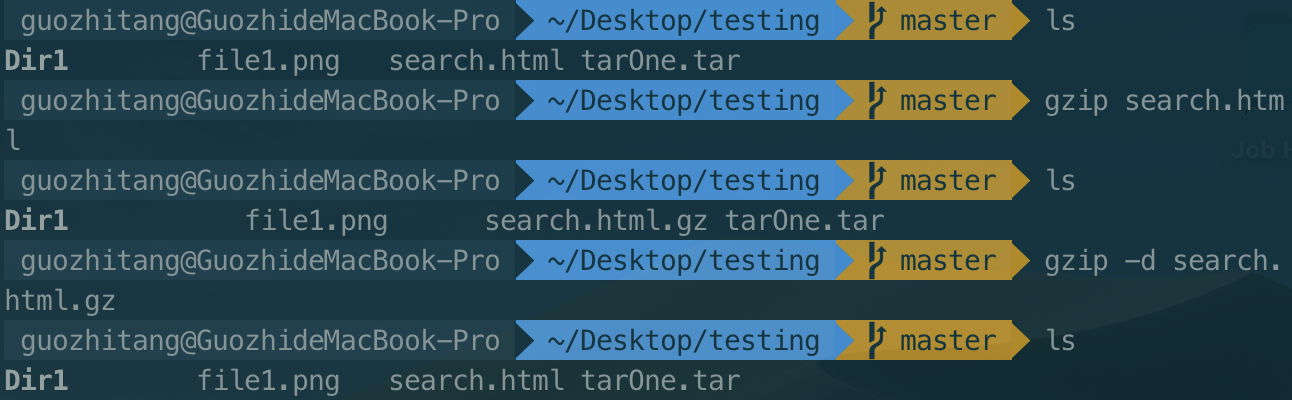 guozhitang@GuozhideMacBook-Pro ~/Desktop/testing master ls
Dir1 file1.png search.html tarOne.tar
guozhitang@GuozhideMacBook-Pro ~/Desktop/testing master gzip search.htm
l
guozhitang@GuozhideMacBook-Pro ~/Desktop/testing master ls
Dir1 file1.png search.html.gz tarOne.tar
guozhitang@GuozhideMacBook-Pro ~/Desktop/testing master gzip -d search.
html.gz
guozhitang@GuozhideMacBook-Pro ~/Desktop/testing master ls
Dir1 file1.png search.html tarOne.tar